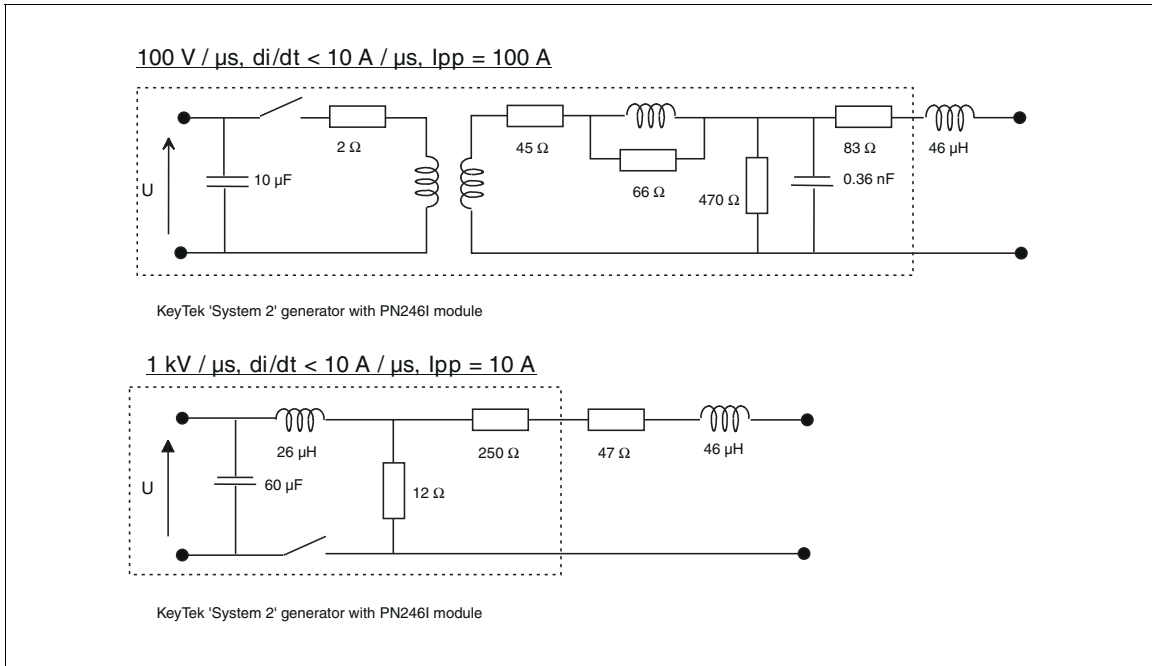 100 V / µs, di/dt < 10 A / µs, Ipp = 100 A
U
10 µF
2 Ω
45 Ω
66 Ω
470 Ω
0.36 nF
83 Ω
46 µH
KeyTek 'System 2' generator with PN246I module
1 kV / µs, di/dt < 10 A / µs, Ipp = 10 A
U
60 µF
26 µH
12 Ω
250 Ω
47 Ω
46 µH
KeyTek 'System 2' generator with PN246I module